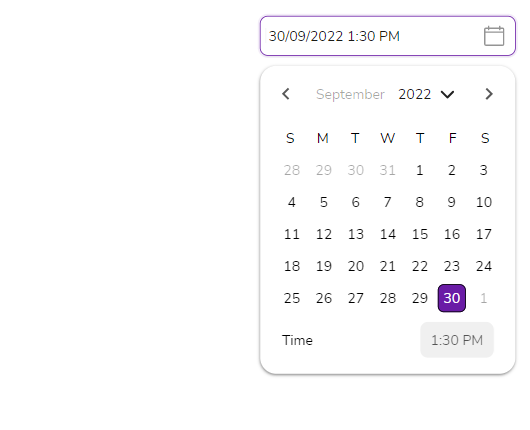 30/09/2022 1:30 PM
September 2022
S M T W T F S
28 29 30 31 1 2 3
4 5 6 7 8 9 10
11 12 13 14 15 16 17
18 19 20 21 22 23 24
25 26 27 28 29 30 1
Time 1:30 PM